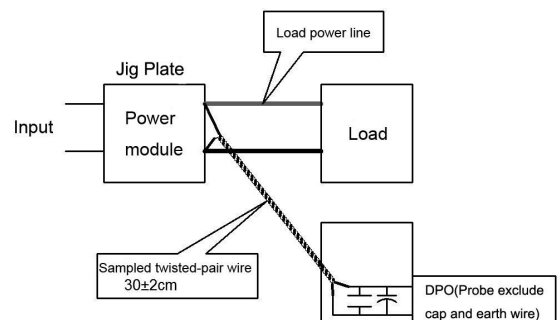 Load power line
Jig Plate
Input
Power
module
Load
Sampled twisted-pair wire
30±2cm
DPO(Probe exclude
cap and earth wire)